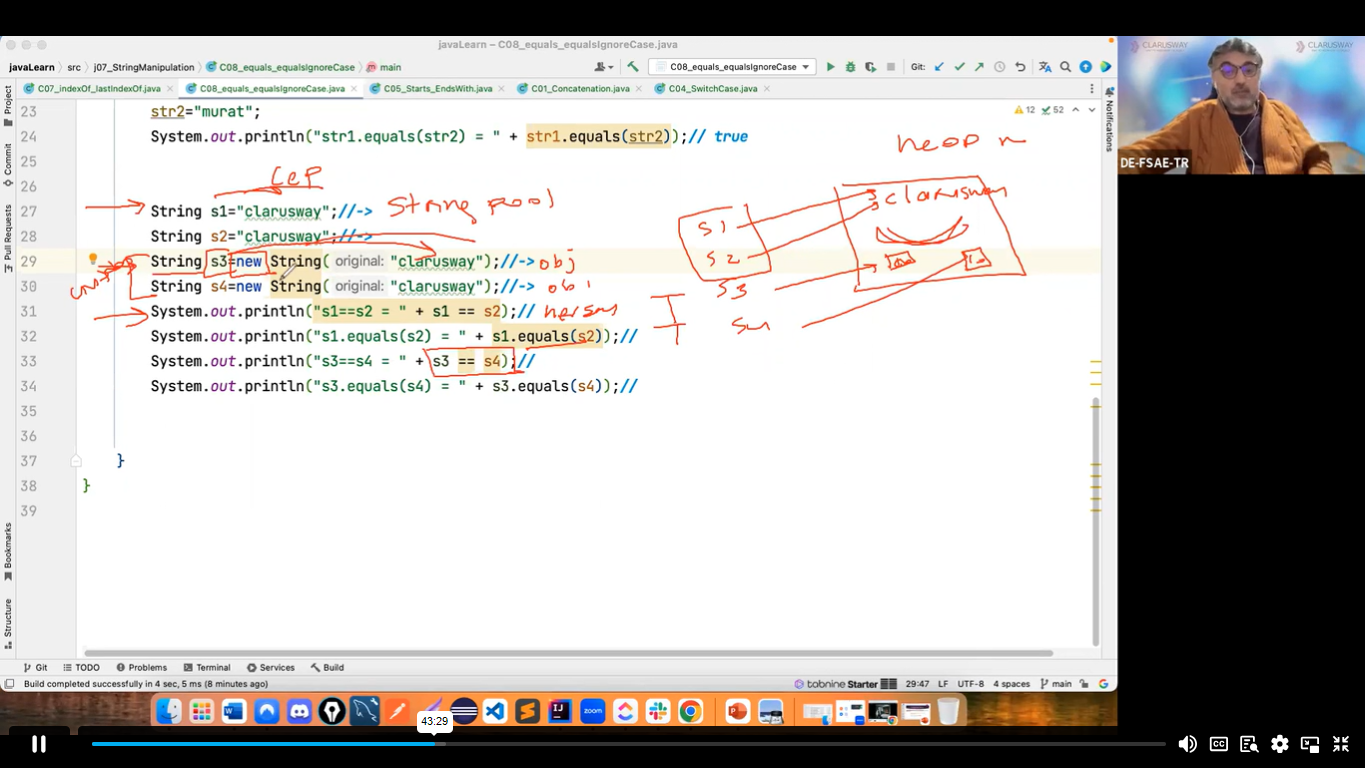 javaLearn – C08_equals_equalsIgnoreCase.java
javaLearn src j07_StringManipulation C08_equals_equalsIgnoreCase main
C08_equals_equalsIgnoreCase Git:
C07_indexOf_lastIndexOf.java C08_equals_equalsIgnoreCase.java C05_Starts_EndsWith.java C01_Concatenation.java C04_SwitchCase.java
CLARUSWAY CLARUSWAY
DE-FSAE-TR
Project
Commit
Pull Requests
Bookmarks
Structure
Notifications
12 52
23 str2="murat";
24 System.out.println("str1.equals(str2) = " + str1.equals(str2));// true
25
26
CeP
27 String s1="clarusway";//-> String pool
28 String s2="clarusway";//->
29 String s3=new String( original: "clarusway");//-> obj
30 String s4=new String( original: "clarusway");//-> obj
31 System.out.println("s1==s2 = " + s1 == s2);//
32 System.out.println("s1.equals(s2) = " + s1.equals(s2));//
33 System.out.println("s3==s4 = " + s3 == s4);//
34 System.out.println("s3.equals(s4) = " + s3.equals(s4));//
35
36
37 }
38 }
39
clarusway
s1
s2
s3
Git TODO Problems Terminal Services Build
Build completed successfully in 4 sec, 5 ms (8 minutes ago)
tabnine Starter 29:47 LF UTF-8 4 spaces main
zoom
43:29
CC